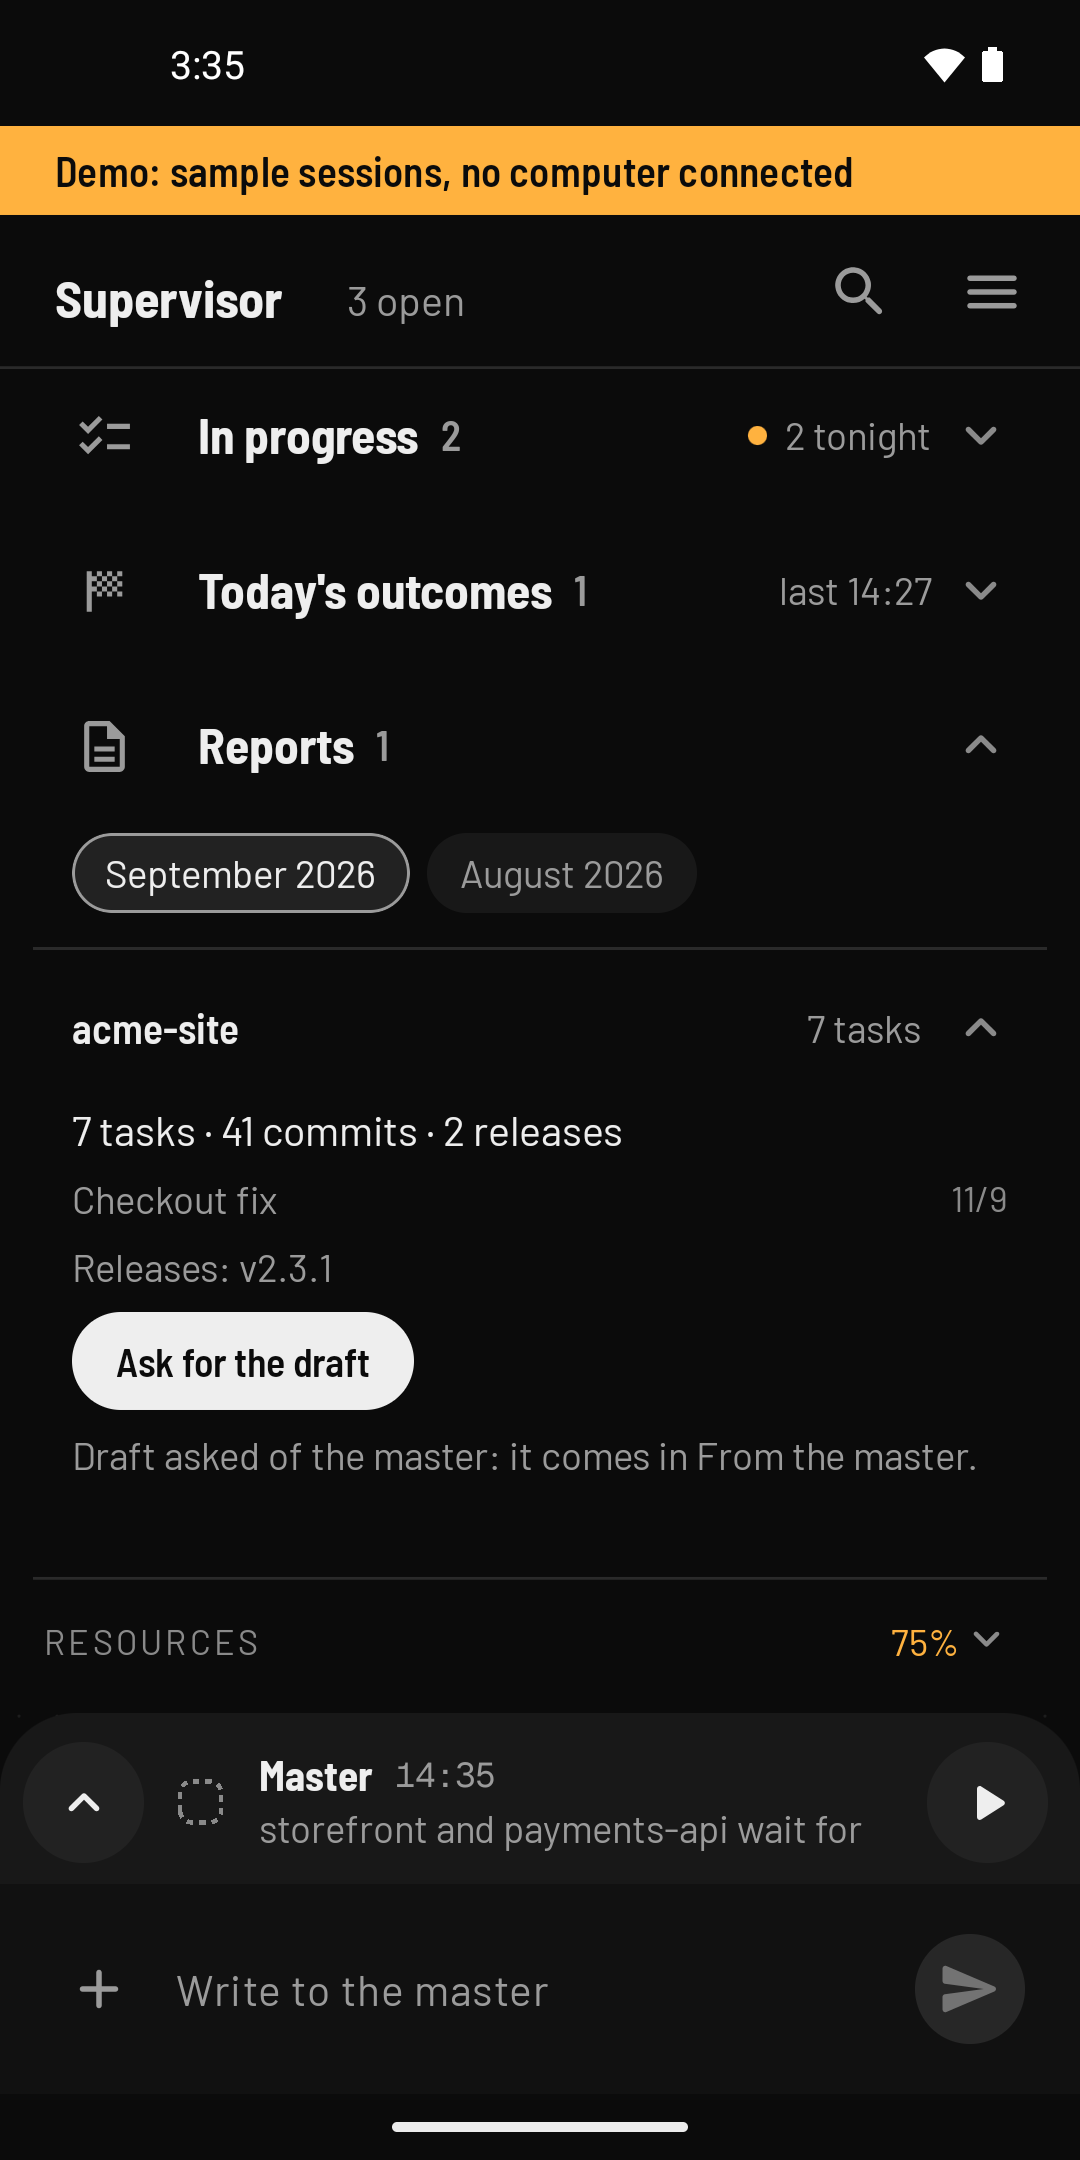 3:35
Demo: sample sessions, no computer connected
Supervisor 3 open
In progress 2 2 tonight
Today's outcomes 1 last 14:27
Reports 1
September 2026 August 2026
acme-site 7 tasks
7 tasks · 41 commits · 2 releases
Checkout fix 11/9
Releases: v2.3.1
Ask for the draft
Draft asked of the master: it comes in From the master.
RESOURCES 75%
Master 14:35
storefront and payments-api wait for
Write to the master